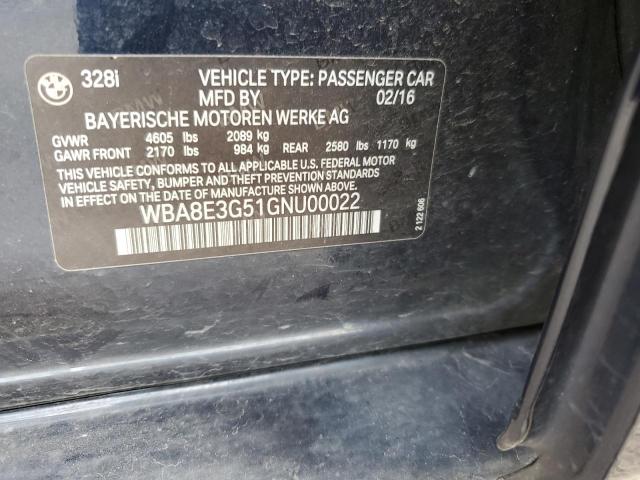 328i VEHICLE TYPE: PASSENGER CAR
MFD BY 02/16
BAYERISCHE MOTOREN WERKE AG
GVWR 4605 lbs 2089 kg
GAWR FRONT 2170 lbs 984 kg REAR 2580 lbs 1170 kg
THIS VEHICLE CONFORMS TO ALL APPLICABLE U.S. FEDERAL MOTOR
VEHICLE SAFETY, BUMPER AND THEFT PREVENTION STANDARDS
IN EFFECT ON THE DATE OF MANUFACTURE SHOWN ABOVE.
WBA8E3G51GNU00022
2 122 606